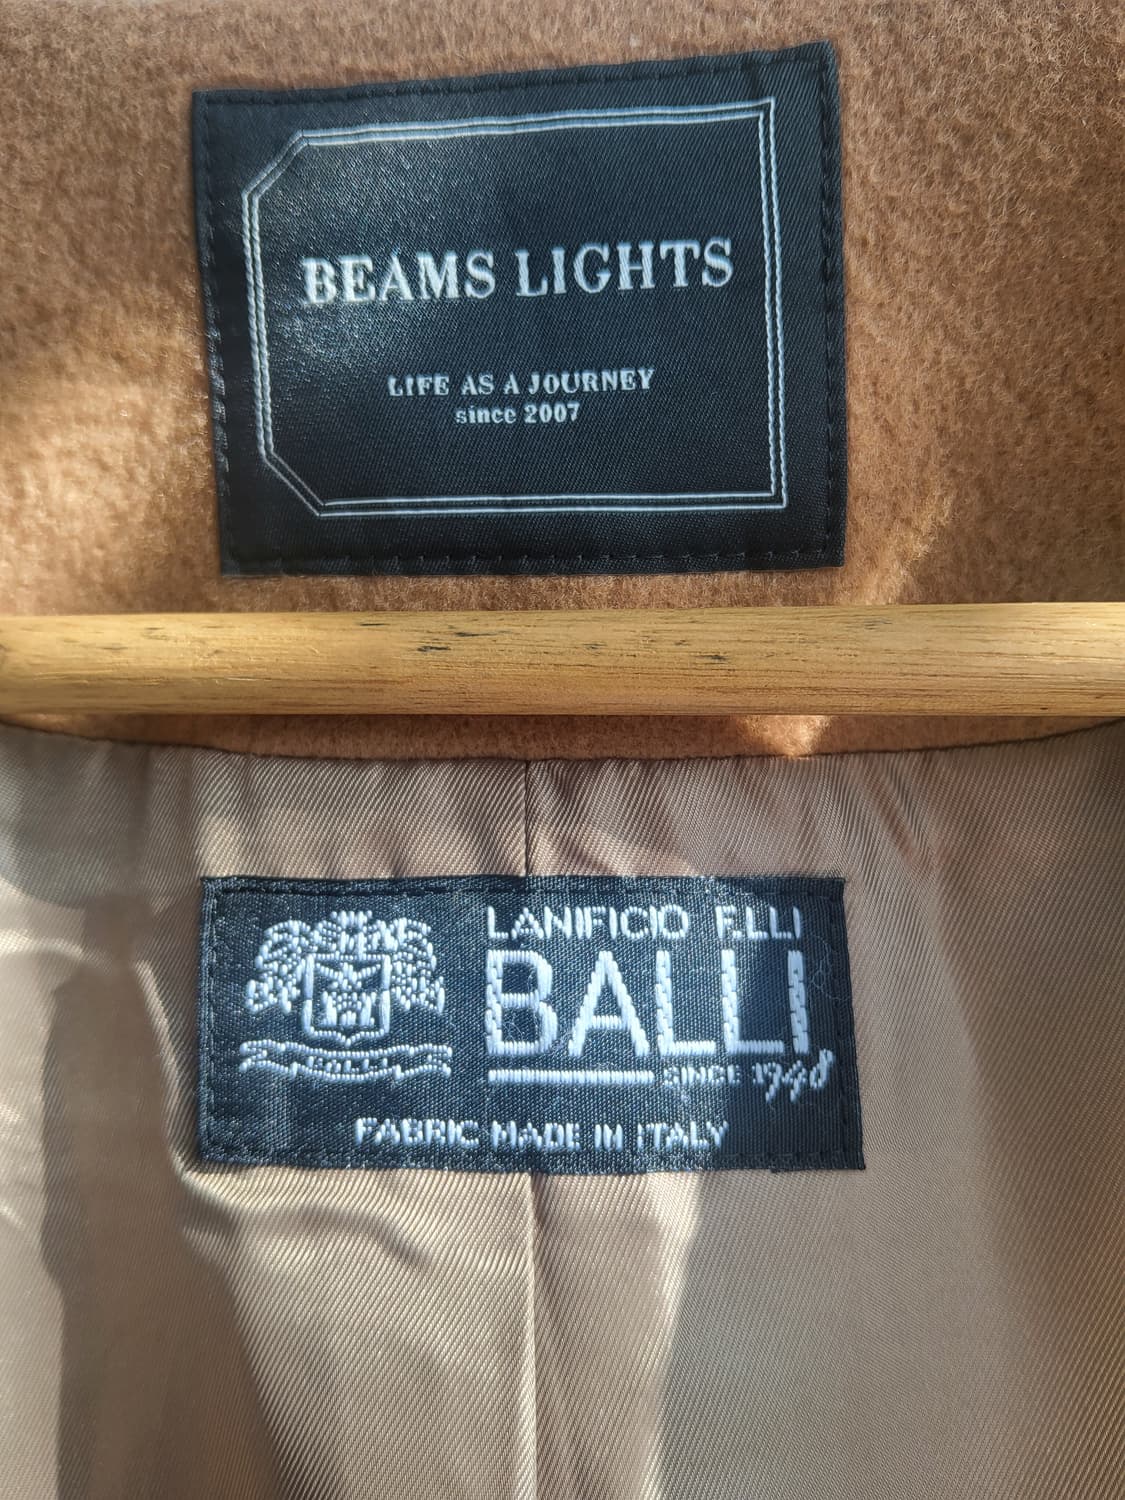 BEAMS LIGHTS
LIFE AS A JOURNEY
since 2007
LANIFICIO F.LLI
BALLI
SINCE 1948
FABRIC MADE IN ITALY